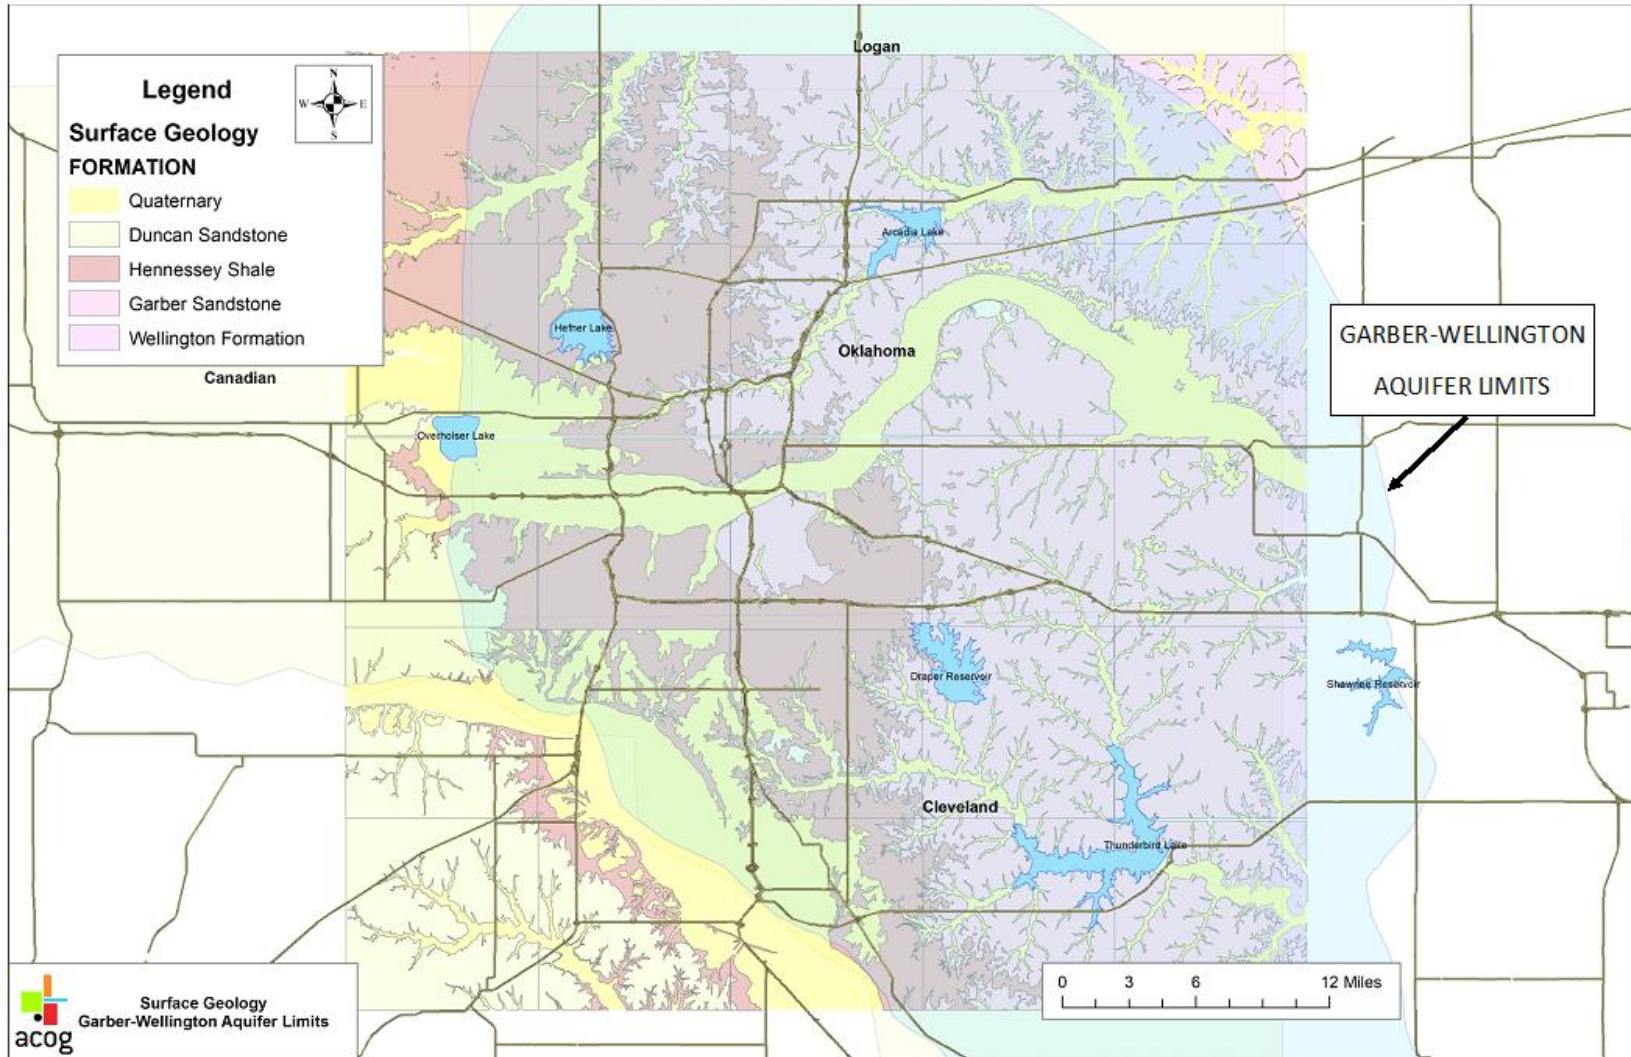 Logan
Legend
N
W E
S
Surface Geology
FORMATION
Quaternary
Duncan Sandstone
Hennessey Shale
Garber Sandstone
Wellington Formation
Arcadia Lake
Hefner Lake
Oklahoma
GARBER-WELLINGTON
AQUIFER LIMITS
Canadian
Overholser Lake
Draper Reservoir
Shawnee Reservoir
Cleveland
Thunderbird Lake
0 3 6 12 Miles
acog
Surface Geology
Garber-Wellington Aquifer Limits